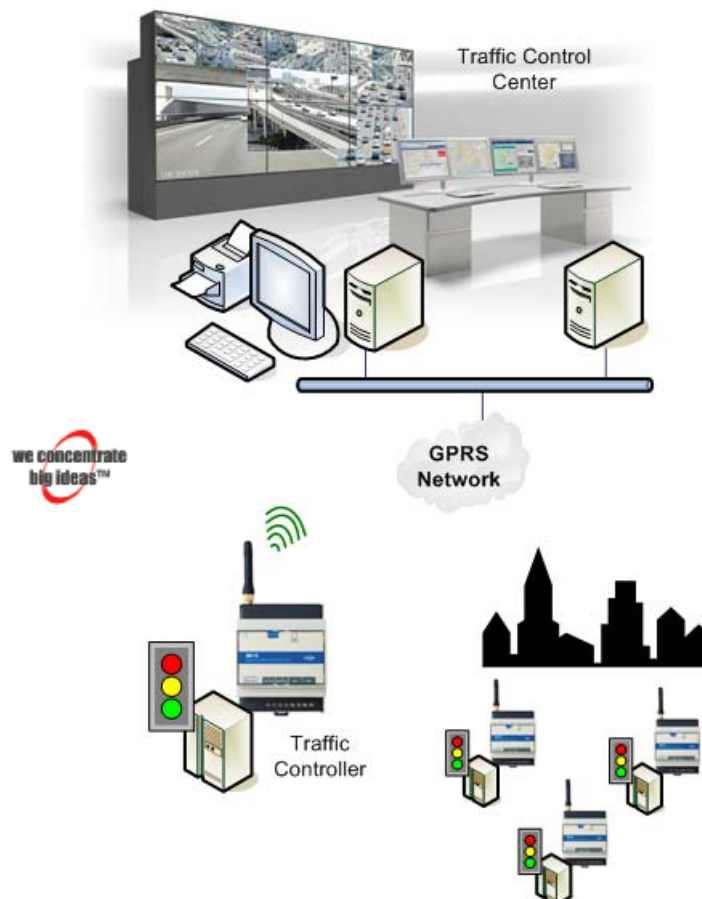 Traffic Control
Center
GPRS
Network
we concentrate
big ideas™
Traffic
Controller